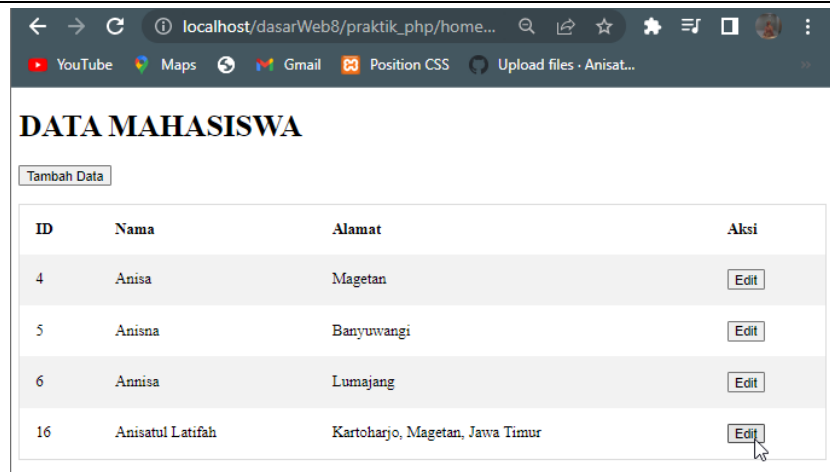 localhost/dasarWeb8/praktik_php/home...
YouTube Maps Gmail Position CSS Upload files · Anisat...
DATA MAHASISWA
Tambah Data
ID Nama Alamat Aksi
4 Anisa Magetan Edit
5 Anisna Banyuwangi Edit
6 Annisa Lumajang Edit
16 Anisatul Latifah Kartoharjo, Magetan, Jawa Timur Edit